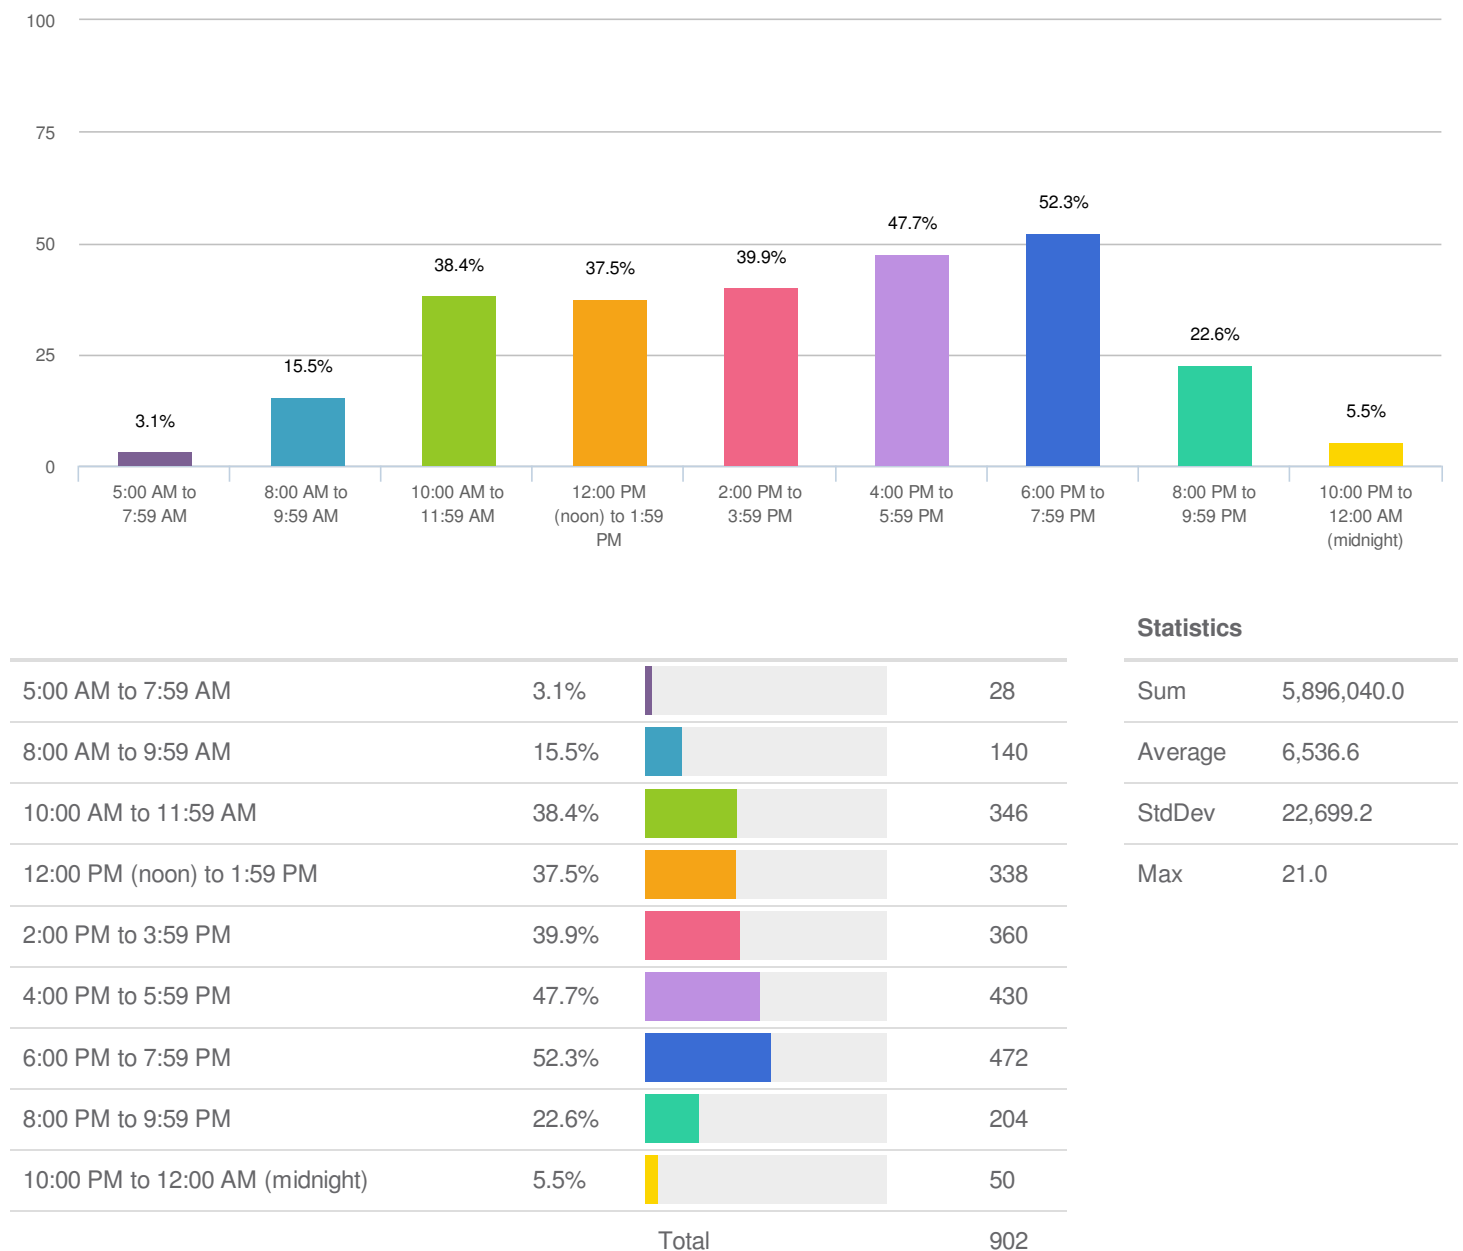 100
75
50
25
0
3.1%
15.5%
38.4%
37.5%
39.9%
47.7%
52.3%
22.6%
5.5%
5:00 AM to
7:59 AM
8:00 AM to
9:59 AM
10:00 AM to
11:59 AM
12:00 PM
(noon) to 1:59
PM
2:00 PM to
3:59 PM
4:00 PM to
5:59 PM
6:00 PM to
7:59 PM
8:00 PM to
9:59 PM
10:00 PM to
12:00 AM
(midnight)
5:00 AM to 7:59 AM 3.1% 28
8:00 AM to 9:59 AM 15.5% 140
10:00 AM to 11:59 AM 38.4% 346
12:00 PM (noon) to 1:59 PM 37.5% 338
2:00 PM to 3:59 PM 39.9% 360
4:00 PM to 5:59 PM 47.7% 430
6:00 PM to 7:59 PM 52.3% 472
8:00 PM to 9:59 PM 22.6% 204
10:00 PM to 12:00 AM (midnight) 5.5% 50
Total 902
Statistics
Sum 5,896,040.0
Average 6,536.6
StdDev 22,699.2
Max 21.0